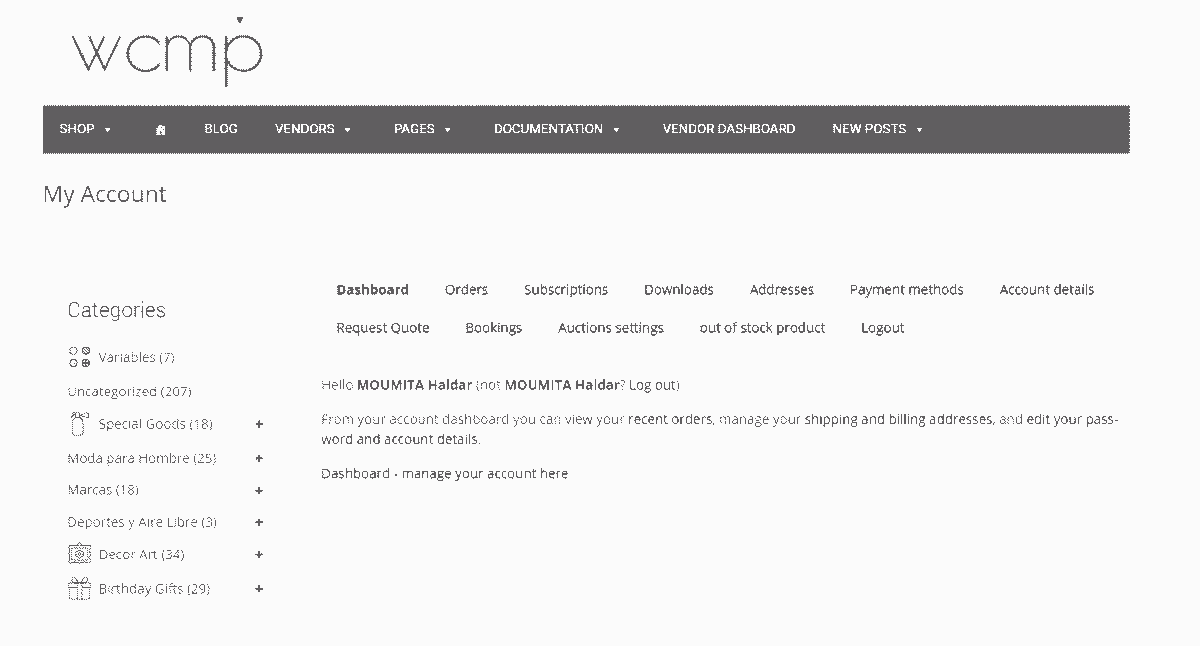 wcmp
SHOP BLOG VENDORS PAGES DOCUMENTATION VENDOR DASHBOARD NEW POSTS
My Account
Categories
Variables (7)
Uncategorized (207)
Special Goods (18) +
Moda para Hombre (25) +
Marcas (18) +
Deportes y Aire Libre (3) +
Decor Art (34) +
Birthday Gifts (29) +
Dashboard Orders Subscriptions Downloads Addresses Payment methods Account details
Request Quote Bookings Auctions settings out of stock product Logout
Hello MOUMITA Haldar (not MOUMITA Haldar? Log out)
From your account dashboard you can view your recent orders, manage your shipping and billing addresses, and edit your pass-
word and account details.
Dashboard - manage your account here